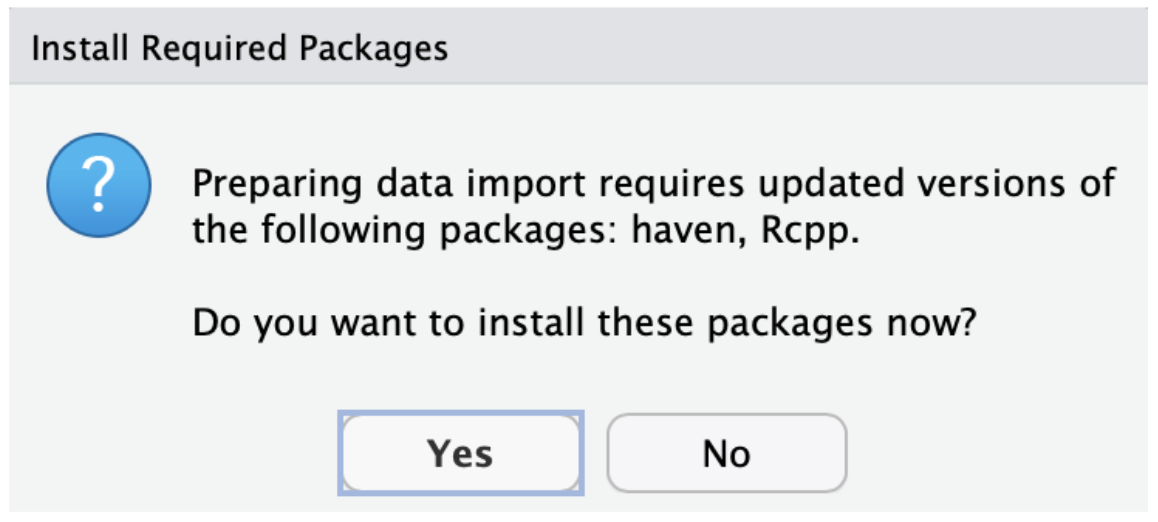 Install Required Packages
?
Preparing data import requires updated versions of
the following packages: haven, Rcpp.
Do you want to install these packages now?
Yes
No